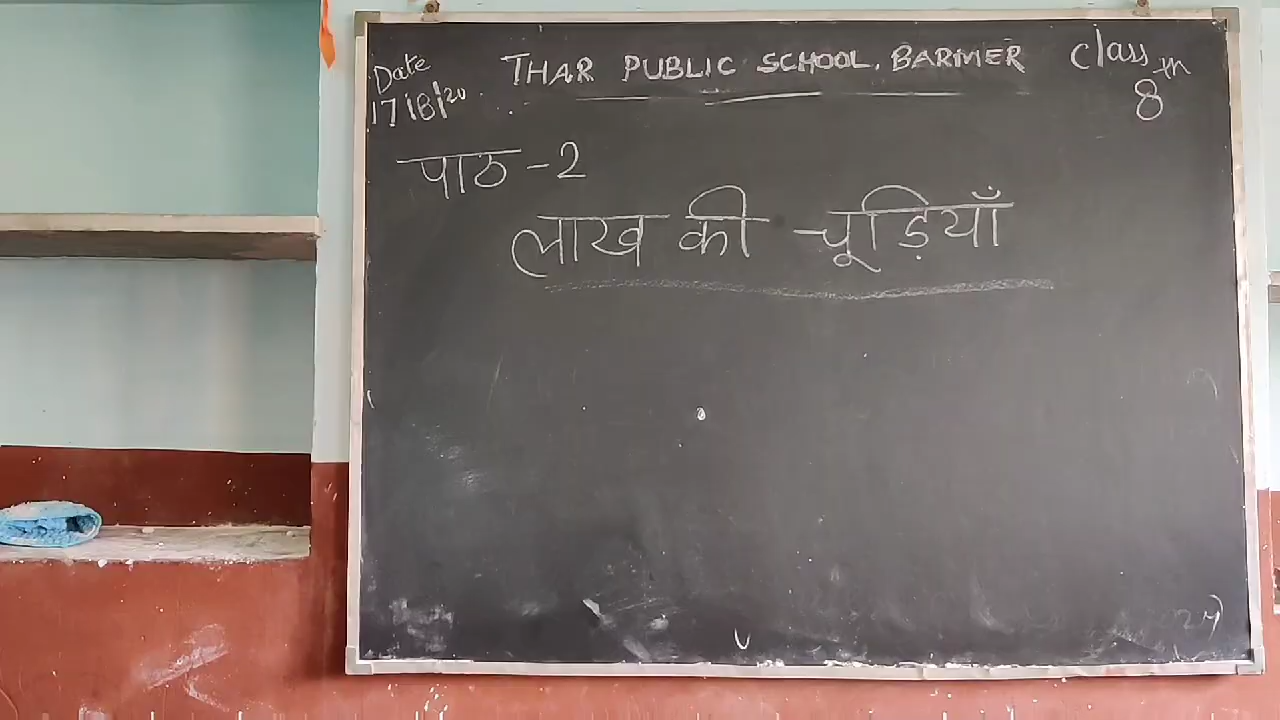 Date THAR PUBLIC SCHOOL, BARMER Class
17/8/20 8th
पाठ - 2
लाख की चूड़ियाँ